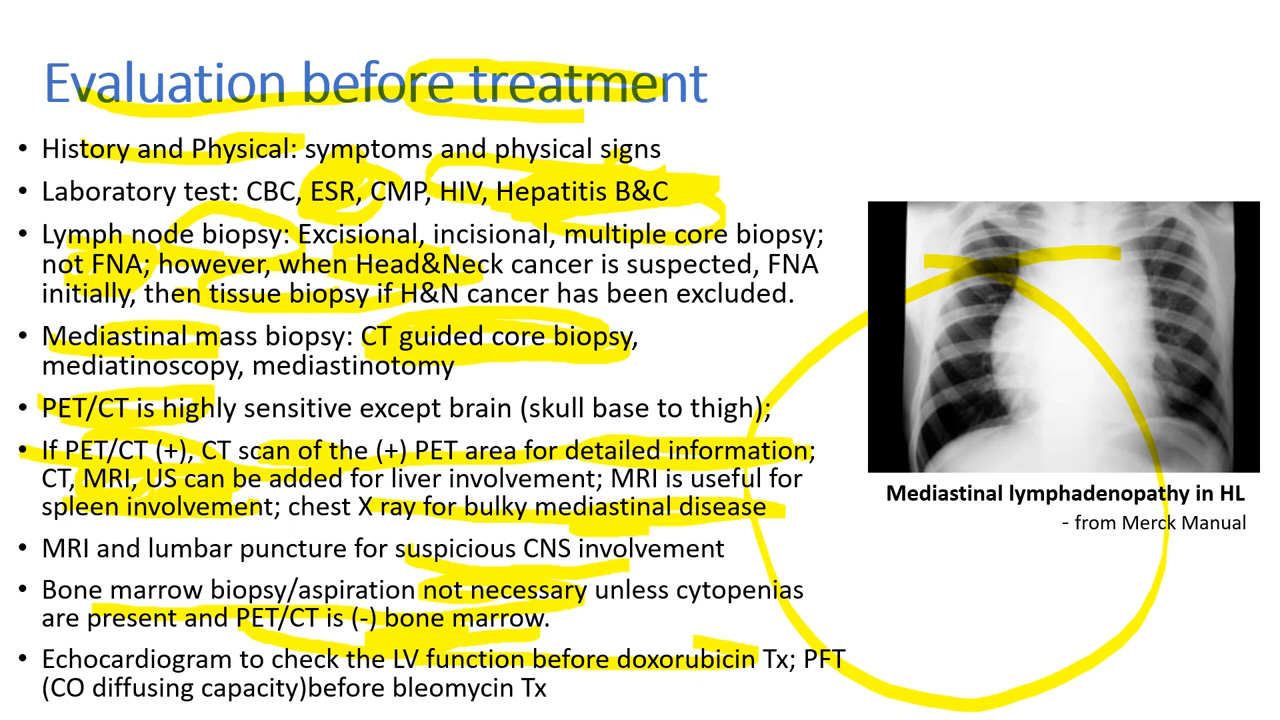 Evaluation before treatment
• History and Physical: symptoms and physical signs
• Laboratory test: CBC, ESR, CMP, HIV, Hepatitis B&C
• Lymph node biopsy: Excisional, incisional, multiple core biopsy;
not FNA; however, when Head&Neck cancer is suspected, FNA
initially, then tissue biopsy if H&N cancer has been excluded.
• Mediastinal mass biopsy: CT guided core biopsy,
mediatinoscopy, mediastinotomy
• PET/CT is highly sensitive except brain (skull base to thigh);
• If PET/CT (+), CT scan of the (+) PET area for detailed information;
CT, MRI, US can be added for liver involvement; MRI is useful for
spleen involvement; chest X ray for bulky mediastinal disease
• MRI and lumbar puncture for suspicious CNS involvement
• Bone marrow biopsy/aspiration not necessary unless cytopenias
are present and PET/CT is (-) bone marrow.
• Echocardiogram to check the LV function before doxorubicin Tx; PFT
(CO diffusing capacity)before bleomycin Tx
Mediastinal lymphadenopathy in HL
- from Merck Manual